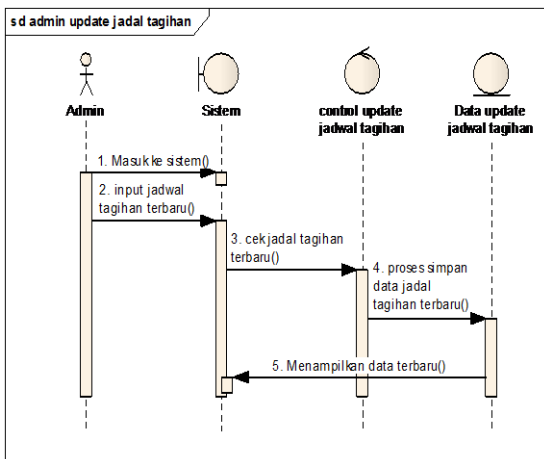 sd admin update jadal tagihan
Admin
Sistem
control update
jadwal tagihan
Data update
jadwal tagihan
1. Masuk ke sistem()
2. input jadwal
tagihan terbaru()
3. cek jadal tagihan
terbaru()
4. proses simpan
data jadal
tagihan terbaru()
5. Menampilkan data terbaru()